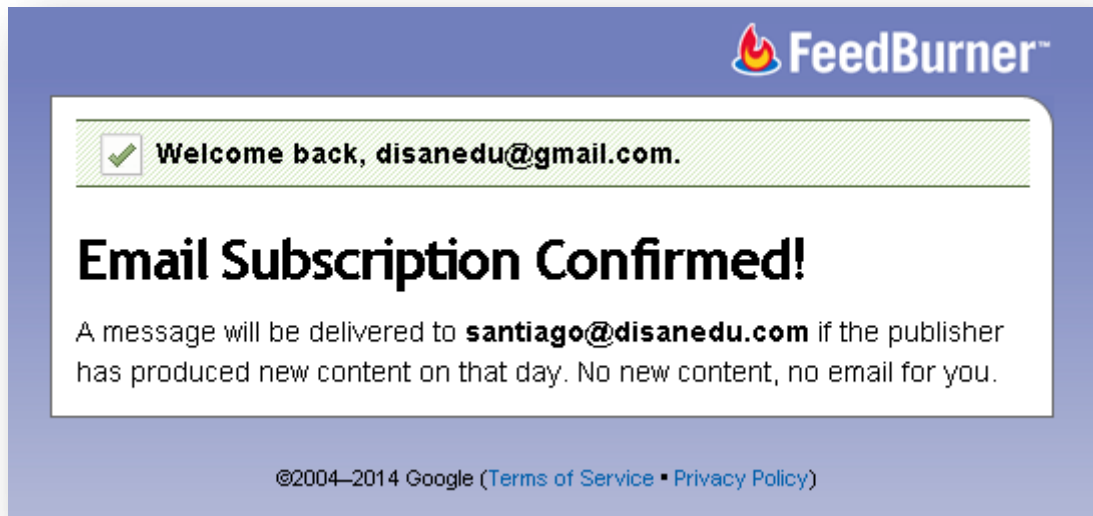 FeedBurner™
Welcome back, disanedu@gmail.com.
Email Subscription Confirmed!
A message will be delivered to santiago@disanedu.com if the publisher
has produced new content on that day. No new content, no email for you.
©2004–2014 Google (Terms of Service ▪ Privacy Policy)